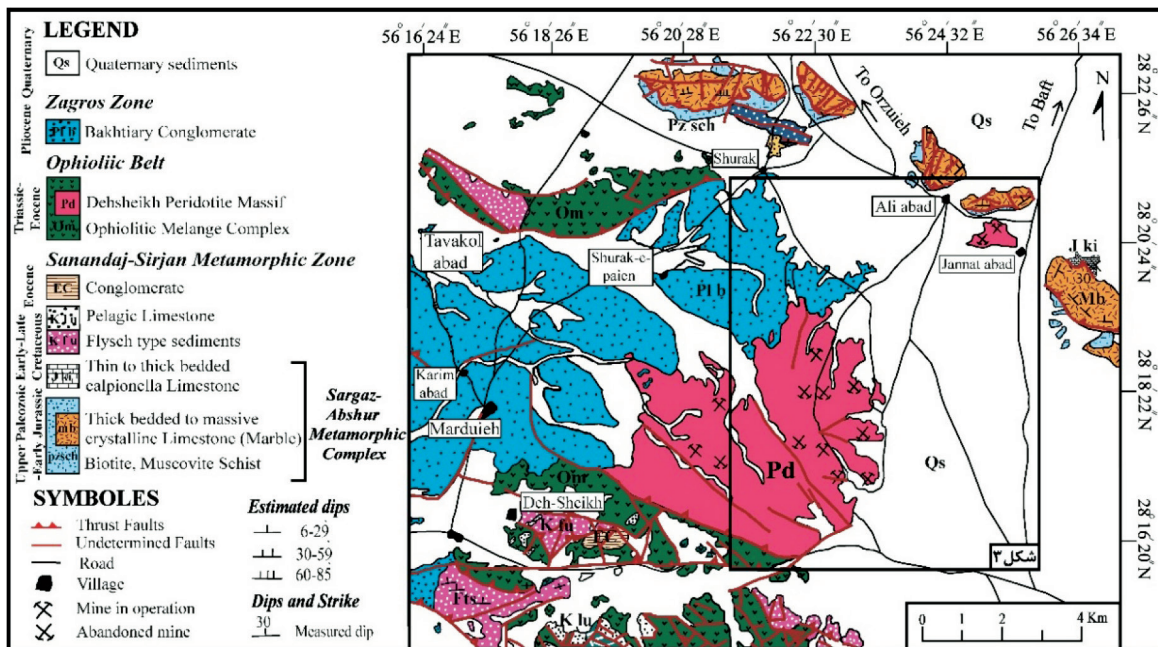 LEGEND
Qs Quaternary sediments
Zagros Zone
Bakhtiary Conglomerate
Ophioliic Belt
Pd Dehsheikh Peridotite Massif
Om Ophiolitic Melange Complex
Sanandaj-Sirjan Metamorphic Zone
EC Conglomerate
K lu Pelagic Limestone
K fu Flysch type sediments
J ki Thin to thick bedded
calpionella Limestone
mb Thick bedded to massive
crystalline Limestone (Marble)
pzsch Biotite, Muscovite Schist
Sargaz-
Abshur
Metamorphic
Complex
Quaternary
Pliocene
Triassic-
Eocene
Eocene
Early-Late
Cretaceous
Upper Paleozoic
-Early Jurassic
SYMBOLES
Thrust Faults
Undetermined Faults
Road
Village
Mine in operation
Abandoned mine
Estimated dips
6-29
30-59
60-85
Dips and Strike
30
Measured dip
56° 16' 24" E
56° 18' 26" E
56° 20' 28" E
56° 22' 30" E
56° 24' 32" E
56° 26' 34" E
28° 22' 26" N
28° 20' 24" N
28° 18' 22" N
28° 16' 20" N
N
To Orzuieh
To Baft
Qs
Pz sch
Shurak
Ali abad
Om
Tavakol
abad
Shurak-e-
paien
Jannat abad
J ki
30
Mb
Pl b
Karim
abad
Marduieh
Pd
Qs
Om
Deh-Sheikh
K fu
EC
شکل ۳
Fts
K lu
0 1 2 4 Km